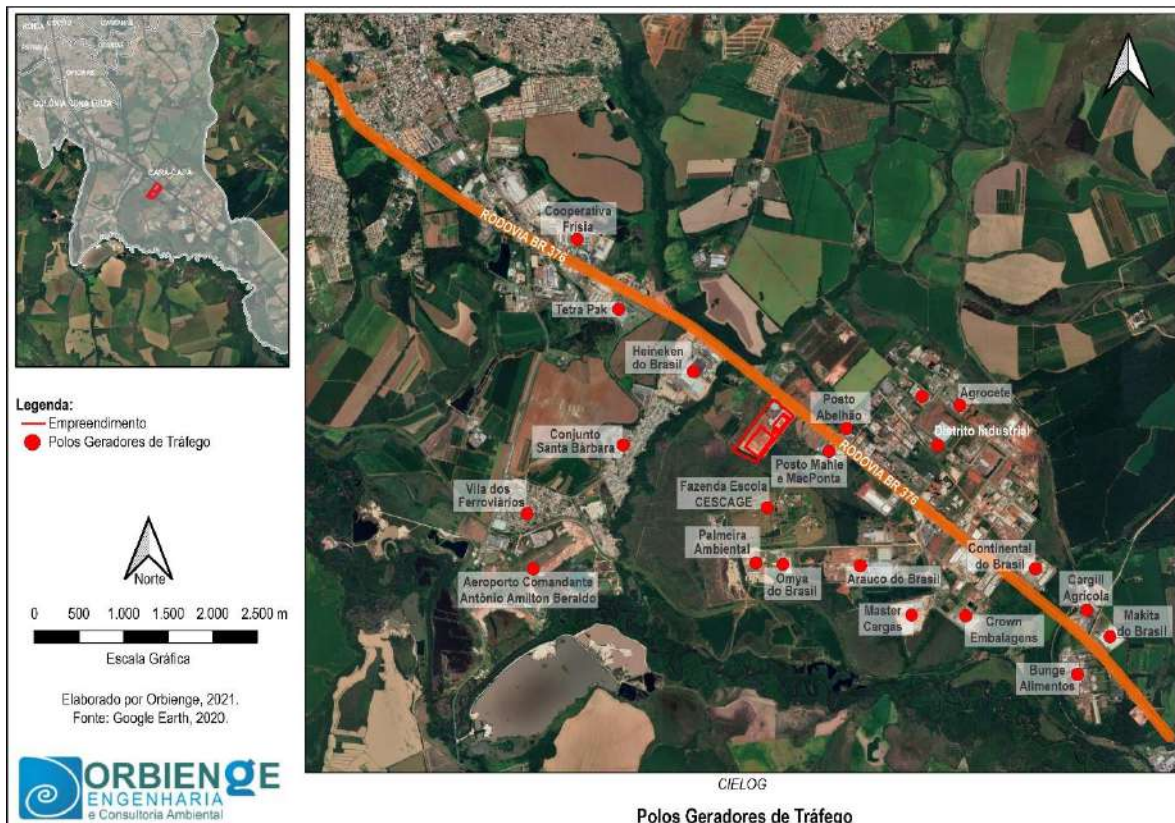 OFICINAS
COLÔNIA DONA LUIZA
CARÁ-CARÁ
Legenda:
Empreendimento
Polos Geradores de Tráfego
Norte
0 500 1.000 1.500 2.000 2.500 m
Escala Gráfica
Elaborado por Orbienge, 2021.
Fonte: Google Earth, 2020.
ORBIENGE
ENGENHARIA
e Consultoria Ambiental
RODOVIA BR 376
Cooperativa
Frísia
Tetra Pak
Heineken
do Brasil
Conjunto
Santa Bárbara
Vila dos
Ferroviários
Aeroporto Comandante
Antônio Amilton Beraldo
Posto
Abelhão
Agrocete
Distrito Industrial
Posto Mahle
e MacPonta
RODOVIA BR 376
Fazenda Escola
CESCAGE
Palmeira
Ambiental
Omya
do Brasil
Arauco do Brasil
Continental
do Brasil
Master
Cargas
Crown
Embalagens
Cargill
Agrícola
Makita
do Brasil
Bunge
Alimentos
CIELOG
Polos Geradores de Tráfego